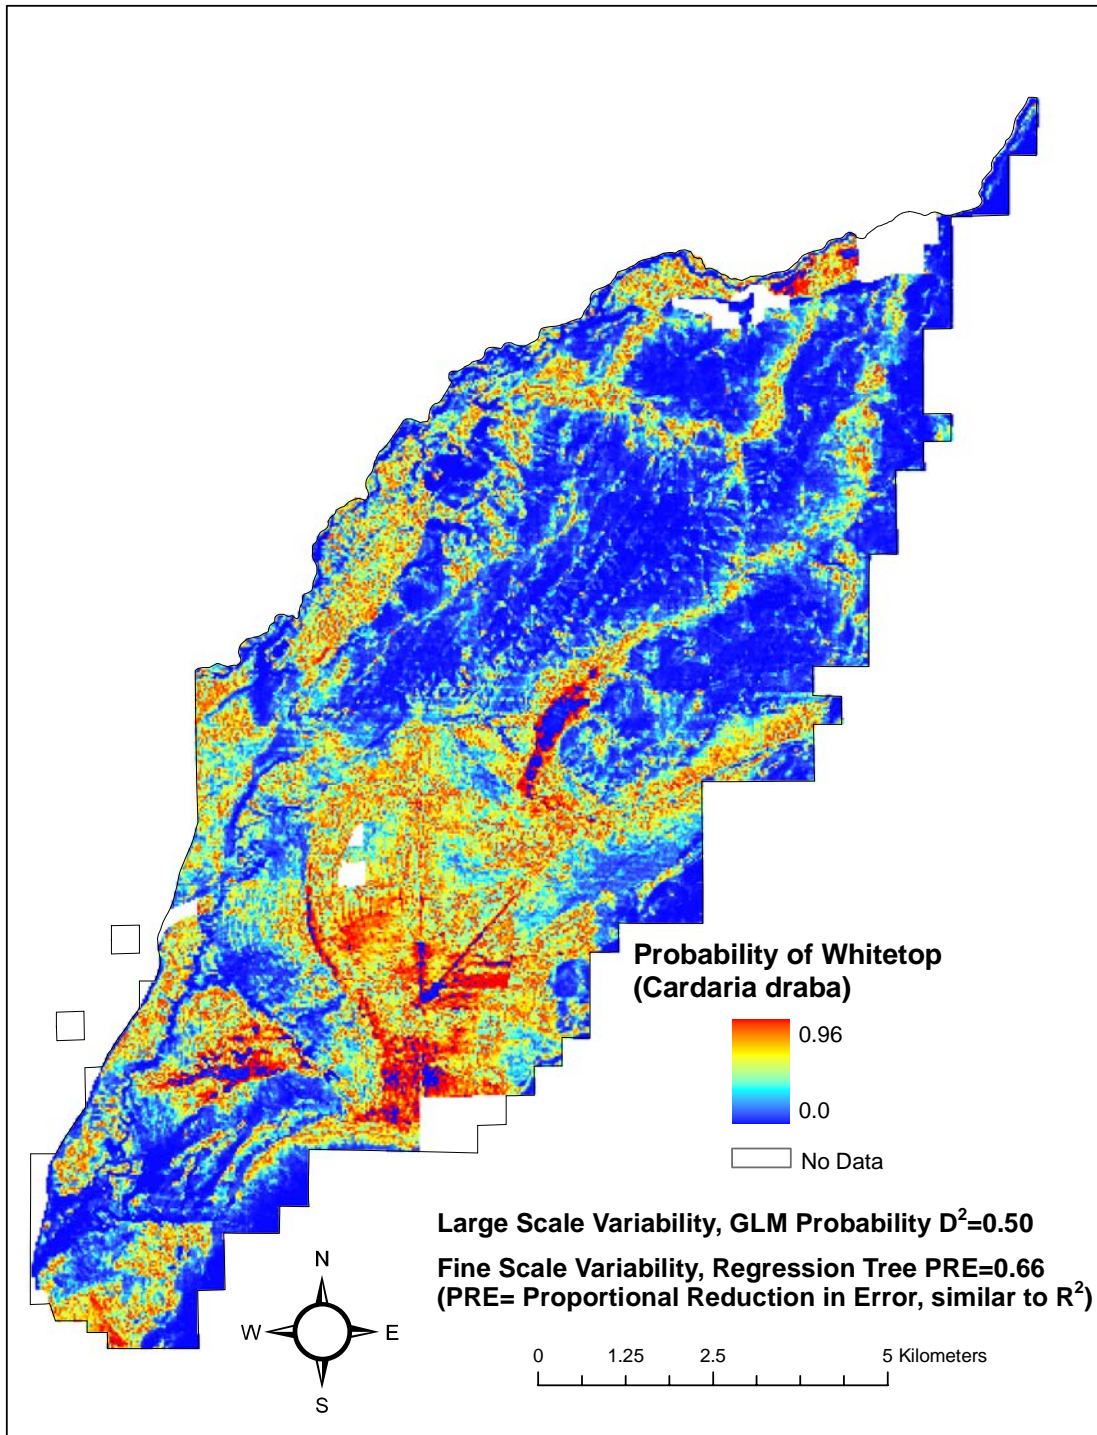 Probability of Whitetop
(Cardaria draba)
0.96
0.0
No Data
Large Scale Variability, GLM Probability D²=0.50
Fine Scale Variability, Regression Tree PRE=0.66
(PRE= Proportional Reduction in Error, similar to R²)
N
W E
S
0 1.25 2.5 5 Kilometers